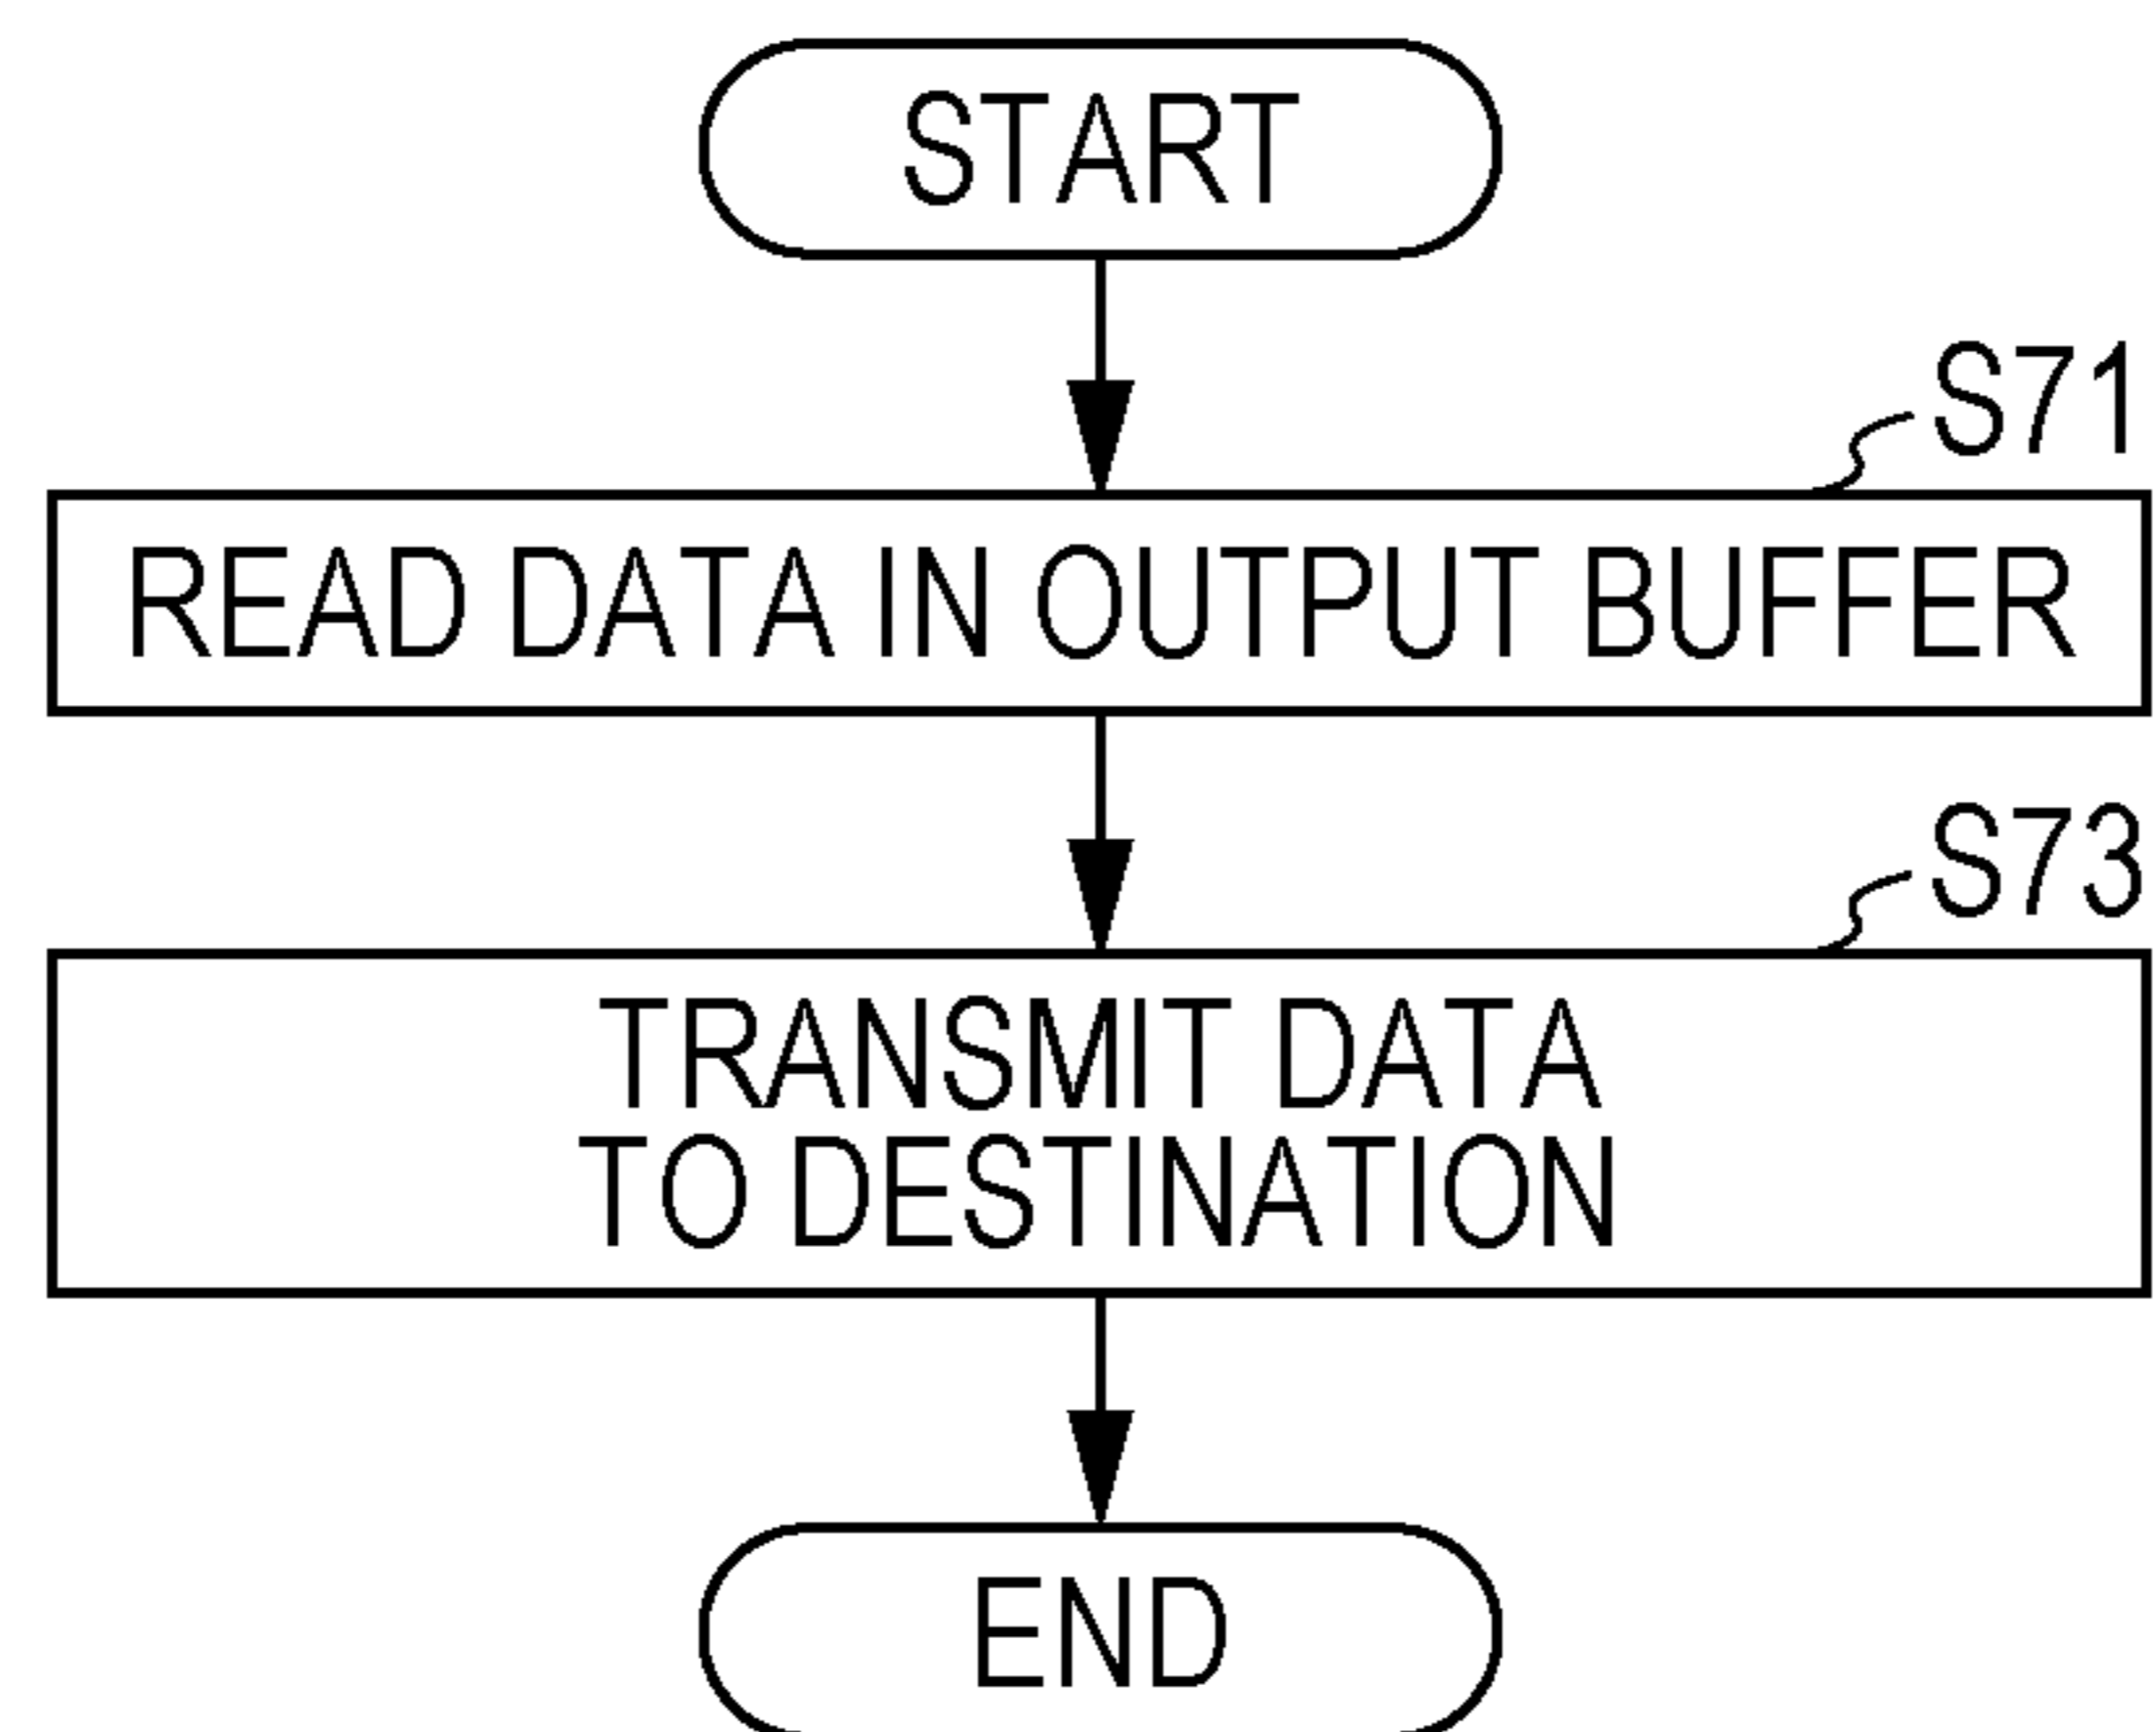 START
S71
READ DATA IN OUTPUT BUFFER
S73
TRANSMIT DATA
TO DESTINATION
END